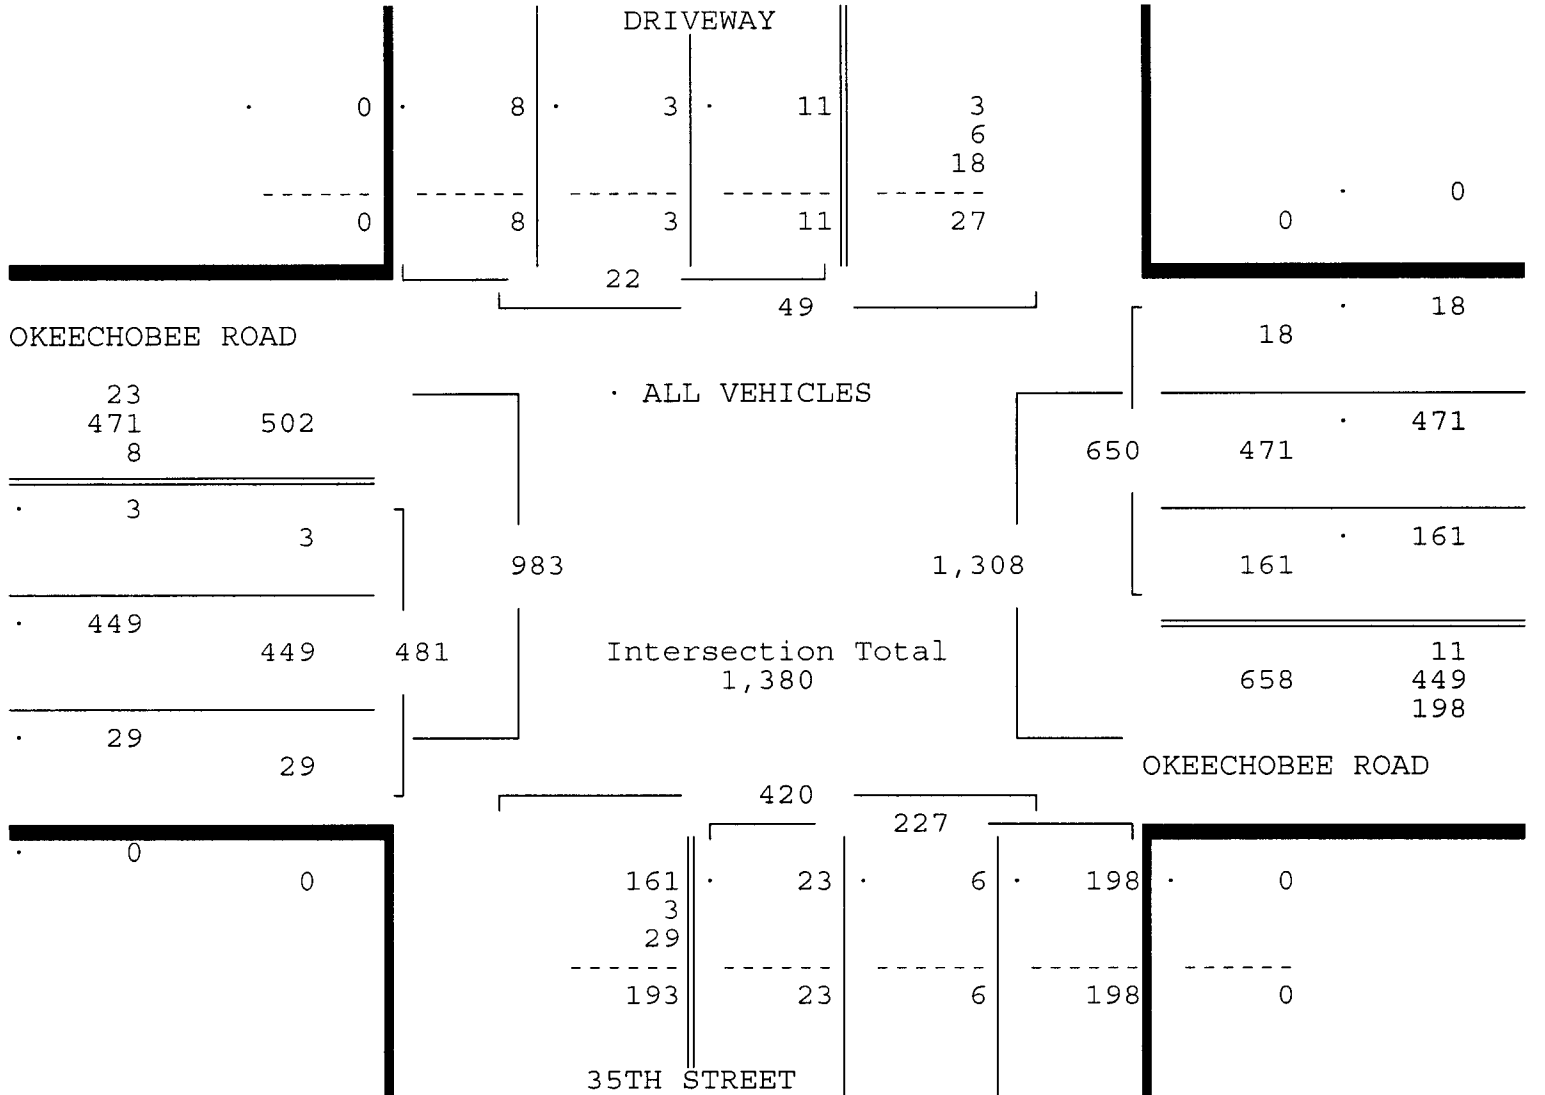 DRIVEWAY
· 0 · 8 · 3 · 11 3
6
18
------ ------ ------ ------ ------
· 0
0 8 3 11 27 0
22
49
· 18
OKEECHOBEE ROAD 18
23 · ALL VEHICLES
471 502 · 471
8 650 471
· 3
3 · 161
983 1,308 161
· 449
449 481 Intersection Total 11
1,380 658 449
198
· 29
29 OKEECHOBEE ROAD
420
227
· 0
0 161 · 23 · 6 · 198 · 0
3
29
------ ------ ------ ------ ------
193 23 6 198 0
35TH STREET